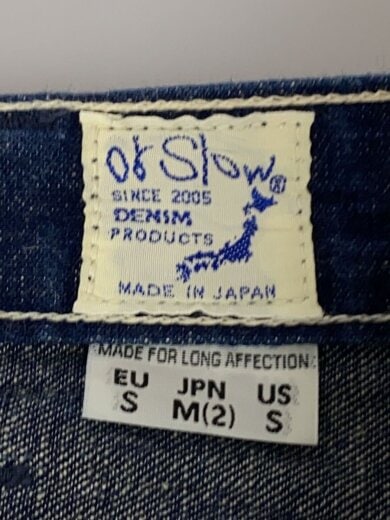 orSlow®
SINCE 2005
DENIM
PRODUCTS
MADE IN JAPAN
MADE FOR LONG AFFECTION
EU JPN US
S M(2) S